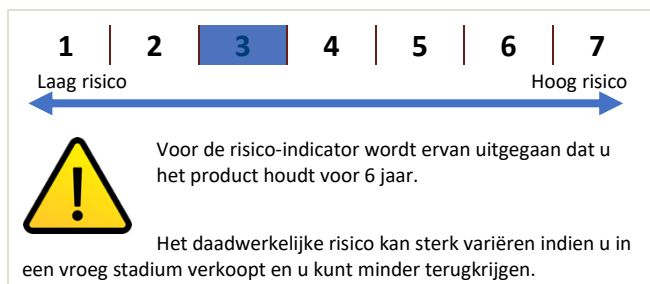 1 2 3 4 5 6 7
Laag risico Hoog risico
Voor de risico-indicator wordt ervan uitgegaan dat u
het product houdt voor 6 jaar.
Het daadwerkelijke risico kan sterk variëren indien u in
een vroeg stadium verkoopt en u kunt minder terugkrijgen.